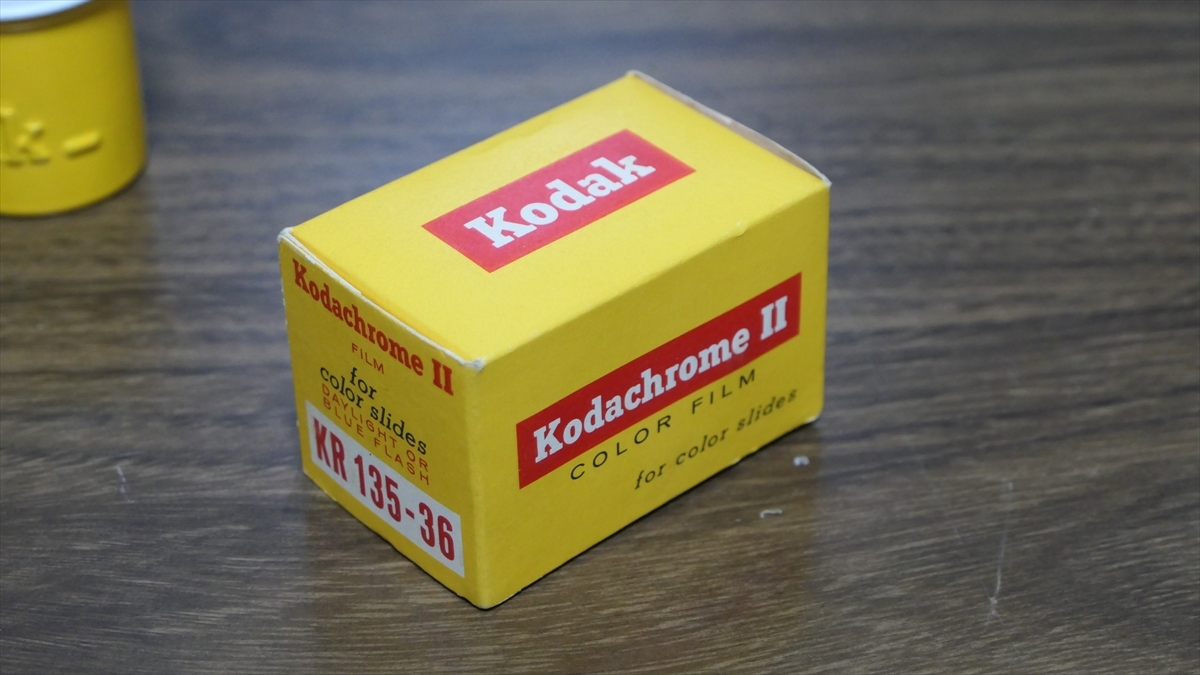 Kodak
Kodachrome II
FILM
for
color slides
DAYLIGHT OR
BLUE FLASH
KR 135-36
Kodachrome II
COLOR FILM
for color slides